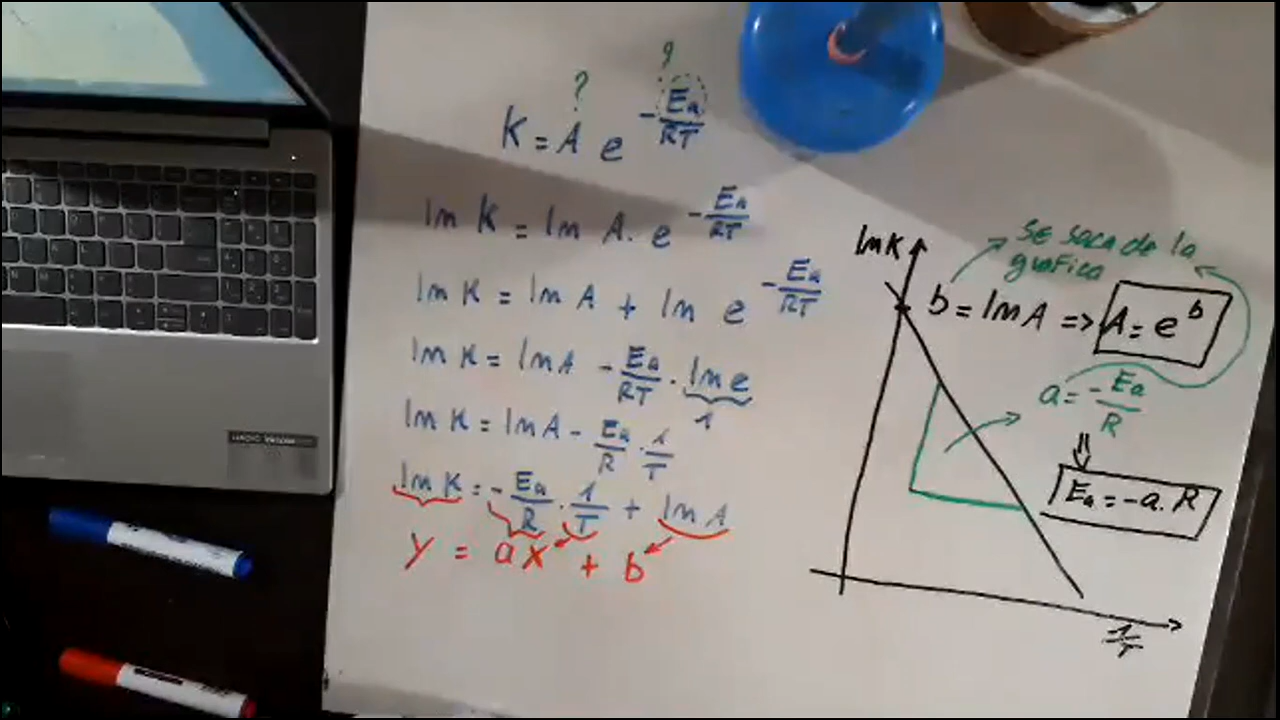 ? ?
K = A e^(-Ea/RT)
ln K = ln A . e^(-Ea/RT)
ln K = ln A + ln e^(-Ea/RT)
ln K = ln A - Ea/RT . ln e
1
ln K = ln A - Ea/R . 1/T
ln K = - Ea/R . 1/T + ln A
y = a x + b
ln K
Se saca de la
grafica
b = ln A => A = e^b
a = -Ea/R
⇓
Ea = -a . R
1/T